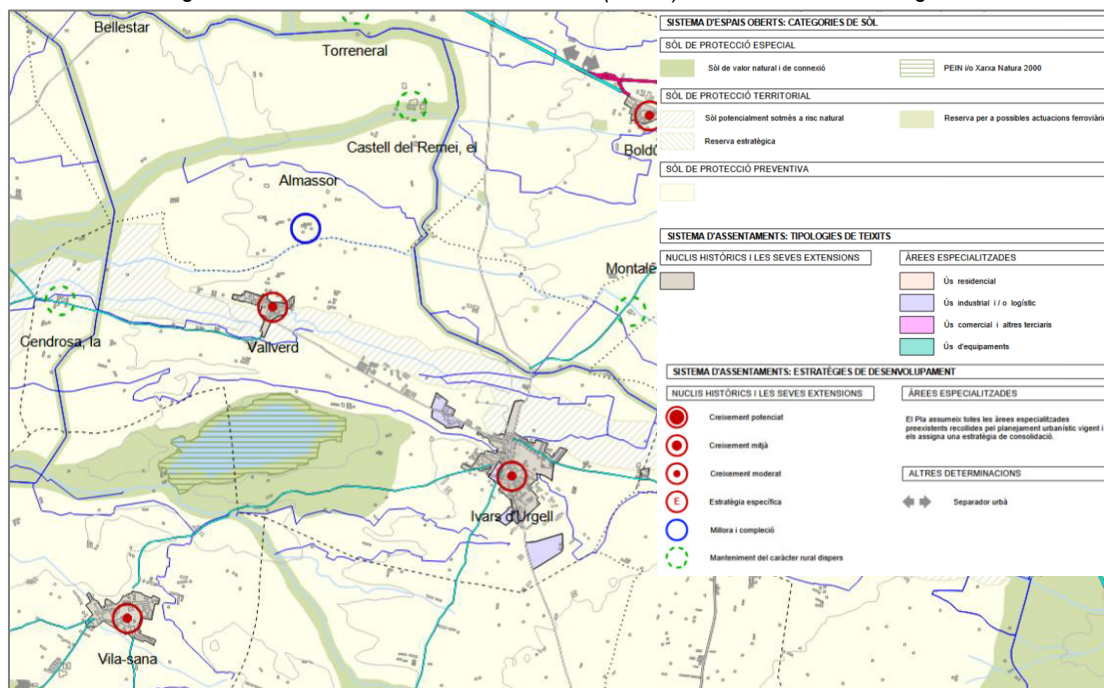 Bellestar
Torreneral
Castell del Remei, el
Almassor
Cendrosa, la
Vallverd
Ivars d'Urgell
Vila-sana
SISTEMA D'ESPAIS OBERTS: CATEGORIES DE SÒL
SÒL DE PROTECCIÓ ESPECIAL
Sòl de valor natural i de connexió
PEIN i/o Xarxa Natura 2000
SÒL DE PROTECCIÓ TERRITORIAL
Sòl potencialment sotmès a risc natural
Reserva per a possibles actuacions ferroviàri
Reserva estratègica
SÒL DE PROTECCIÓ PREVENTIVA
SISTEMA D'ASSENTAMENTS: TIPOLOGIES DE TEIXITS
NUCLIS HISTÒRICS I LES SEVES EXTENSIONS
ÀREES ESPECIALITZADES
Ús residencial
Ús industrial i / o logístic
Ús comercial i altres terciaris
Ús d'equipaments
SISTEMA D'ASSENTAMENTS: ESTRATÈGIES DE DESENVOLUPAMENT
NUCLIS HISTÒRICS I LES SEVES EXTENSIONS
ÀREES ESPECIALITZADES
Creixement potenciat
Creixement mitjà
Creixement moderat
E
Estratègia específica
Millora i compleció
Manteniment del caràcter rural dispers
El Pla assumeix totes les àrees especialitzades
preexistents recollides pel planejament urbanístic vigent i
els assigna una estratègia de consolidació.
ALTRES DETERMINACIONS
Separador urbà